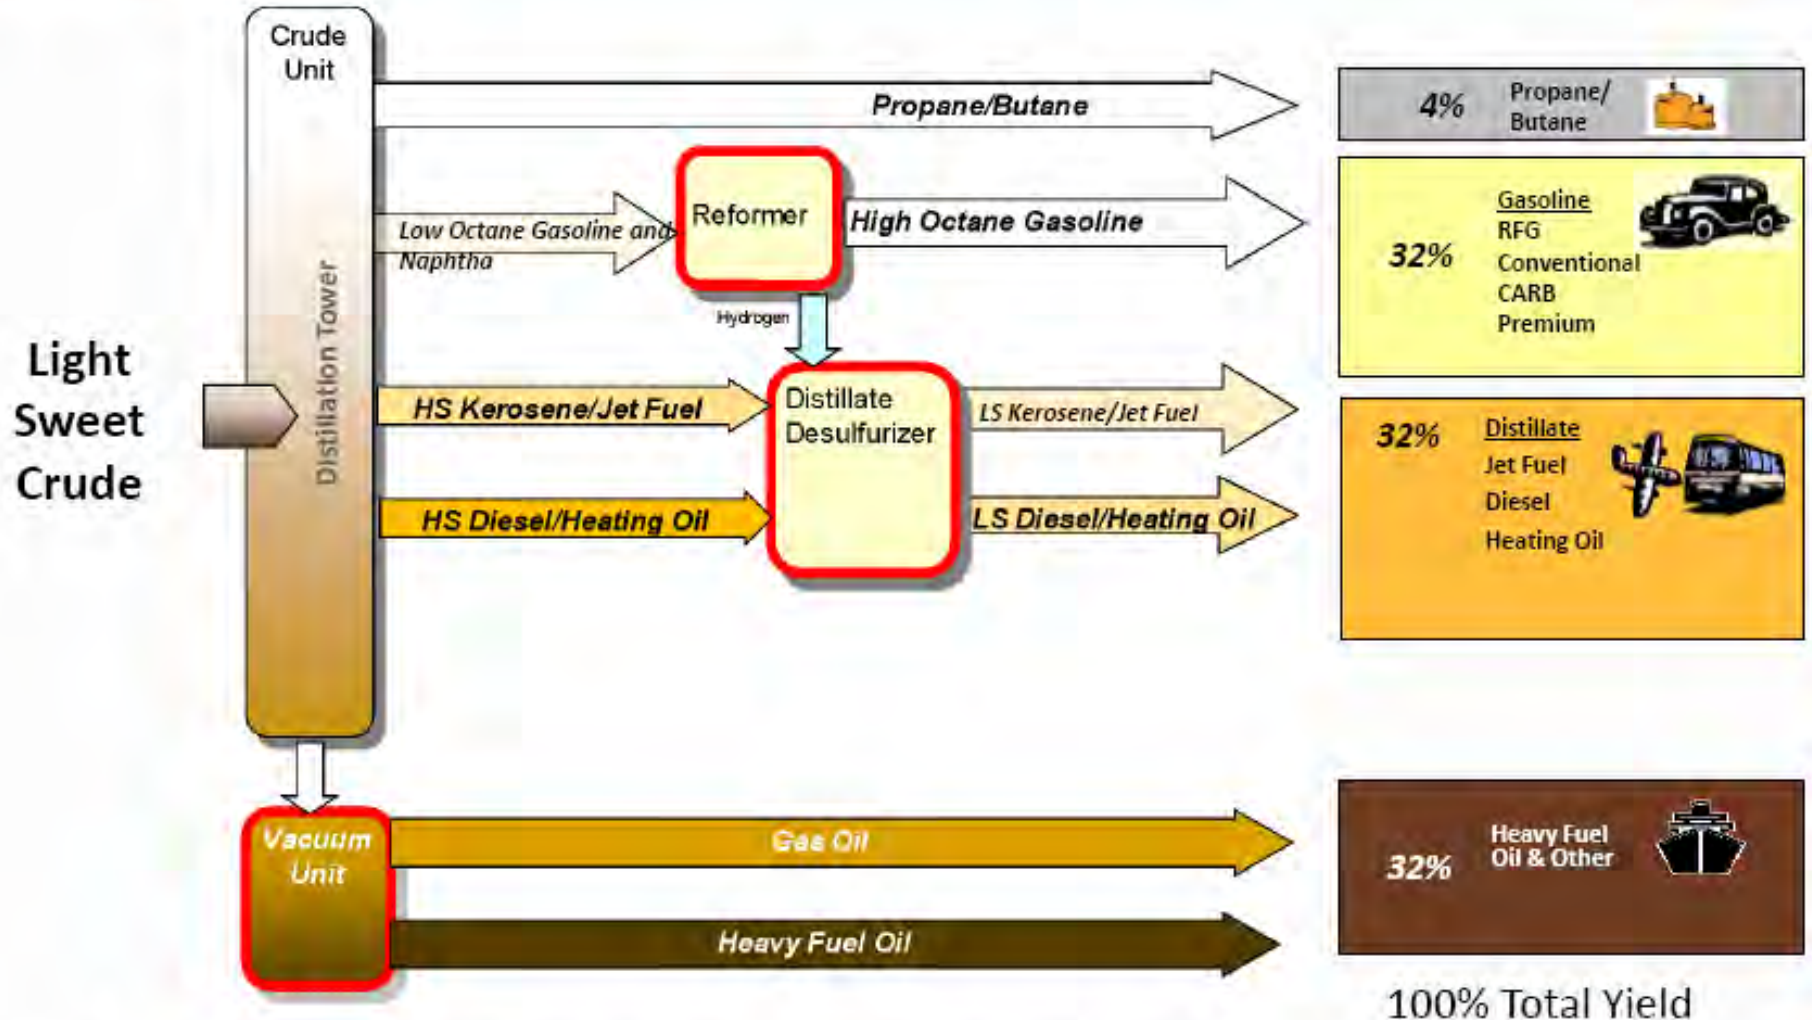 Crude
Unit
Distillation Tower
Light
Sweet
Crude
Propane/Butane
Low Octane Gasoline and
Naphtha
Reformer
High Octane Gasoline
Hydrogen
HS Kerosene/Jet Fuel
Distillate
Desulfurizer
LS Kerosene/Jet Fuel
HS Diesel/Heating Oil
LS Diesel/Heating Oil
Vacuum
Unit
Gas Oil
Heavy Fuel Oil
4%
Propane/
Butane
32%
Gasoline
RFG
Conventional
CARB
Premium
32%
Distillate
Jet Fuel
Diesel
Heating Oil
32%
Heavy Fuel
Oil & Other
100% Total Yield